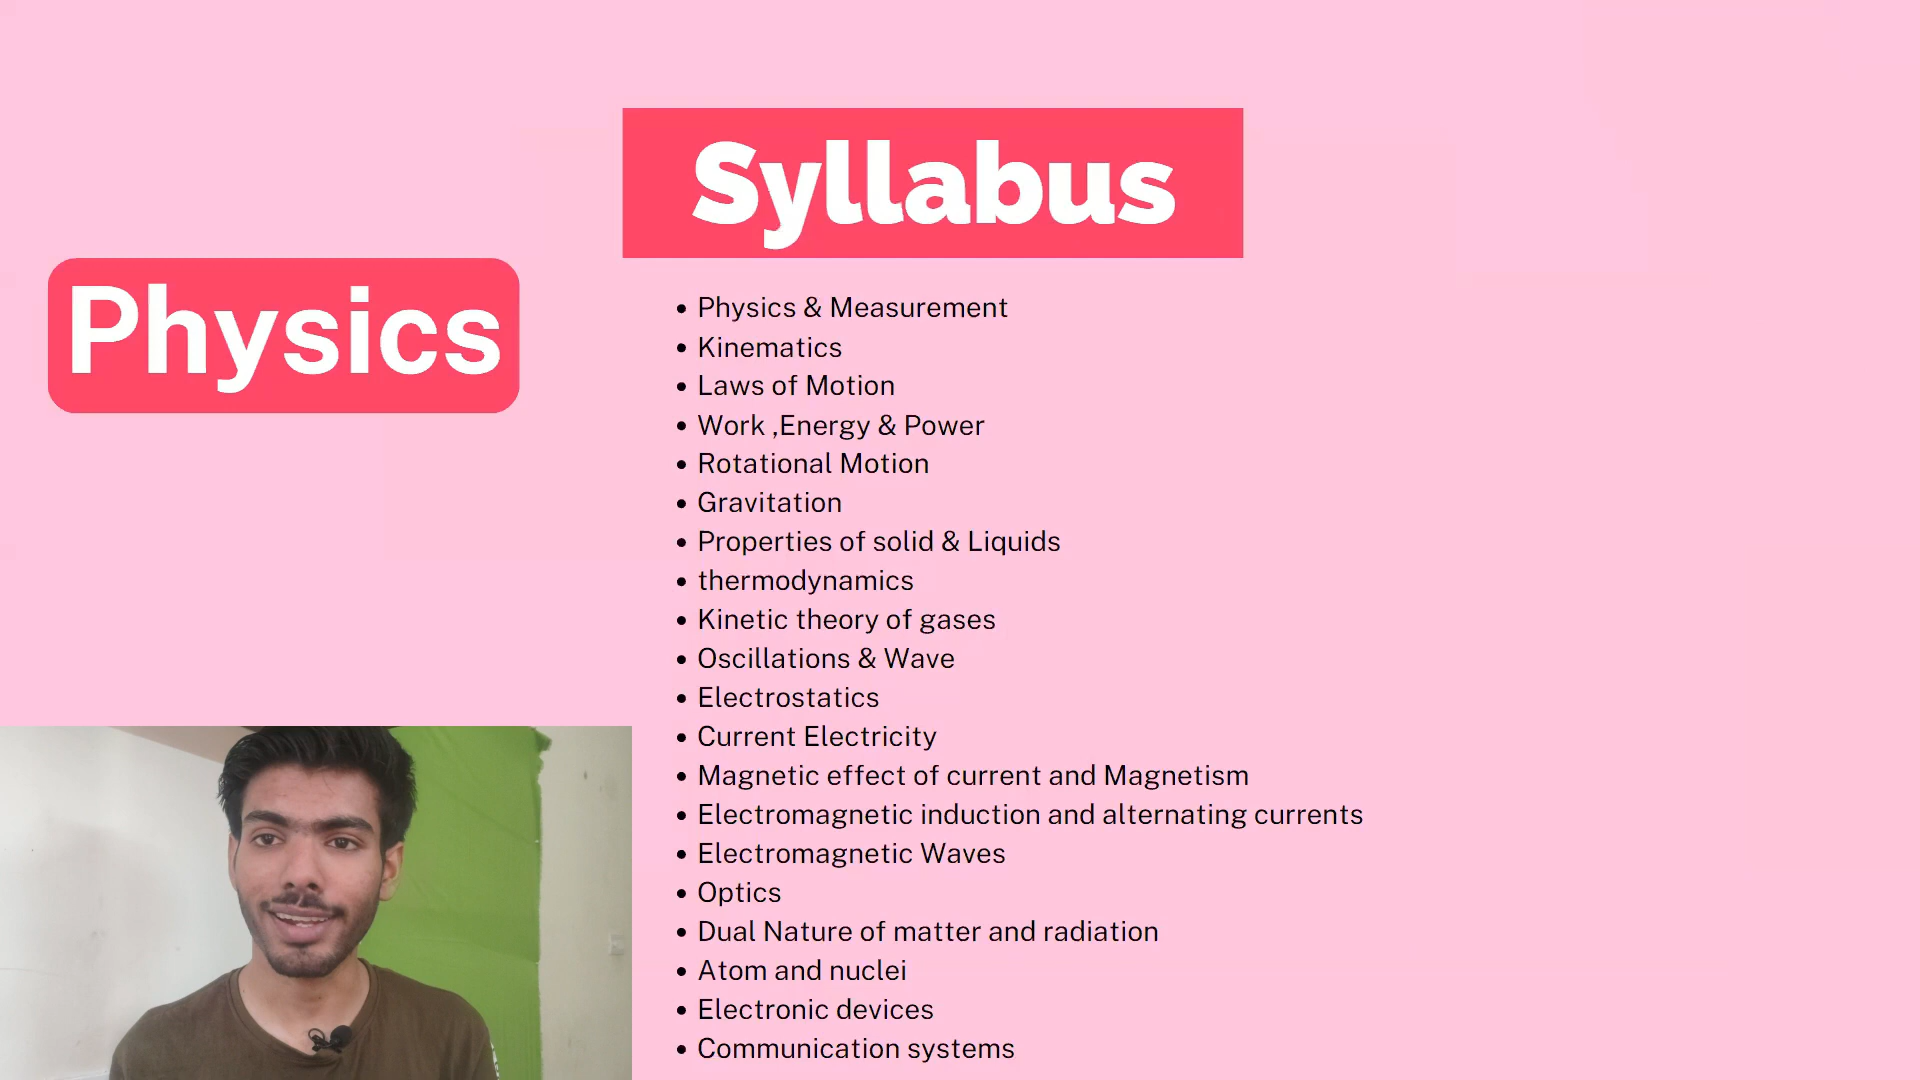 Syllabus
Physics
Physics & Measurement
Kinematics
Laws of Motion
Work ,Energy & Power
Rotational Motion
Gravitation
Properties of solid & Liquids
thermodynamics
Kinetic theory of gases
Oscillations & Wave
Electrostatics
Current Electricity
Magnetic effect of current and Magnetism
Electromagnetic induction and alternating currents
Electromagnetic Waves
Optics
Dual Nature of matter and radiation
Atom and nuclei
Electronic devices
Communication systems